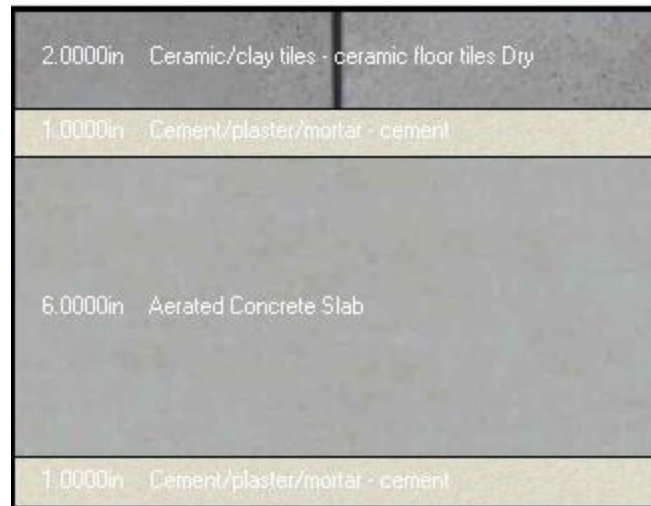 2.0000in Ceramic/clay tiles - ceramic floor tiles Dry
1.0000in Cement/plaster/mortar - cement
6.0000in Aerated Concrete Slab
1.0000in Cement/plaster/mortar - cement